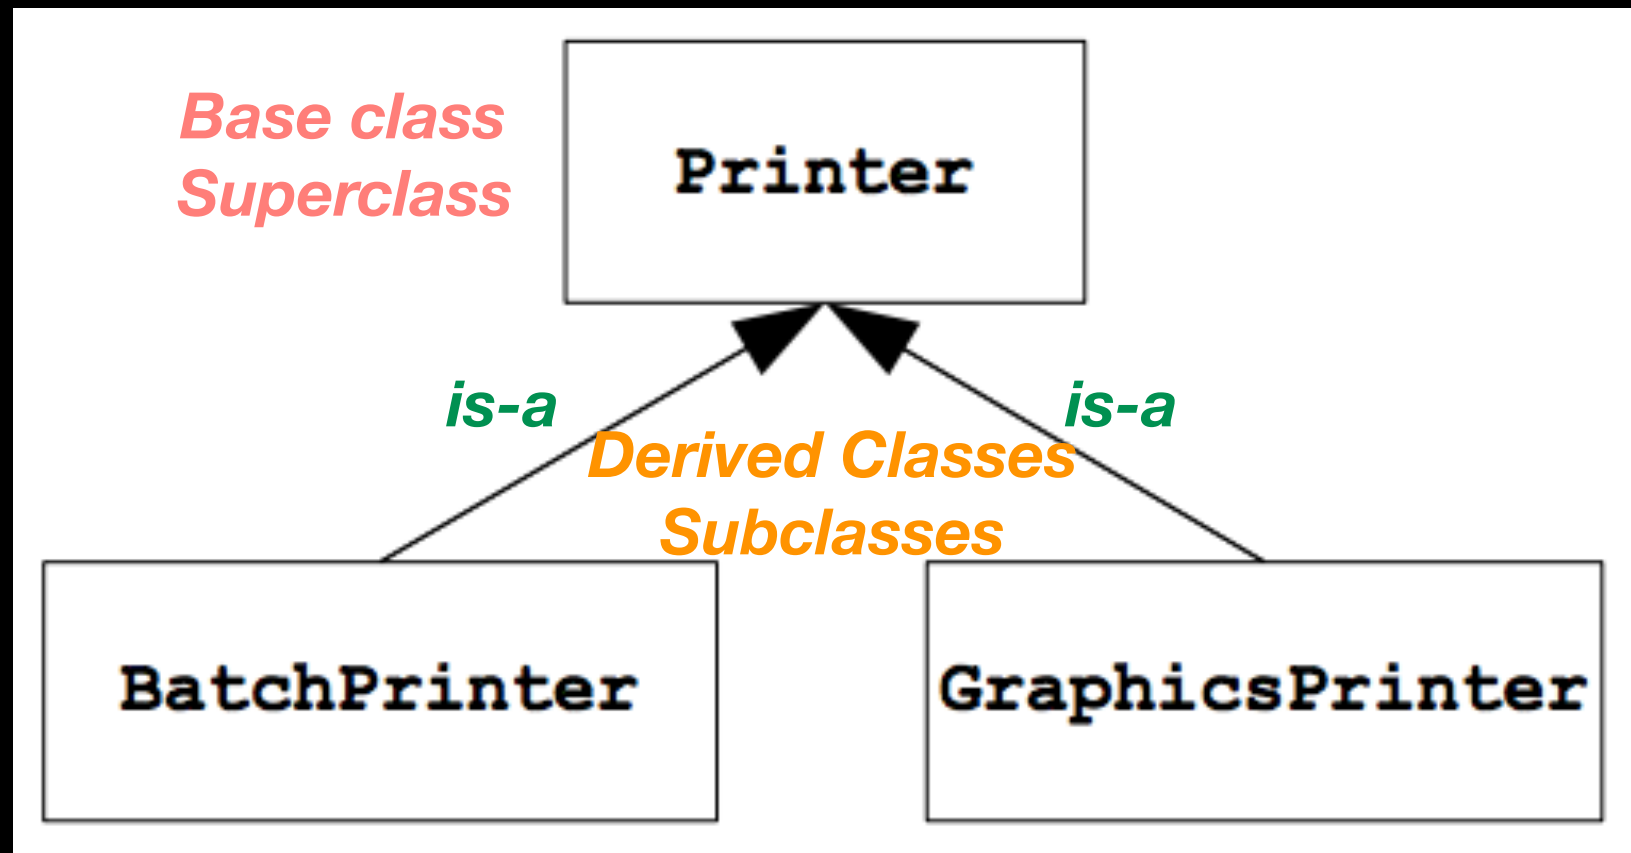 Base class
Superclass
Printer
is-a
is-a
Derived Classes
Subclasses
BatchPrinter
GraphicsPrinter